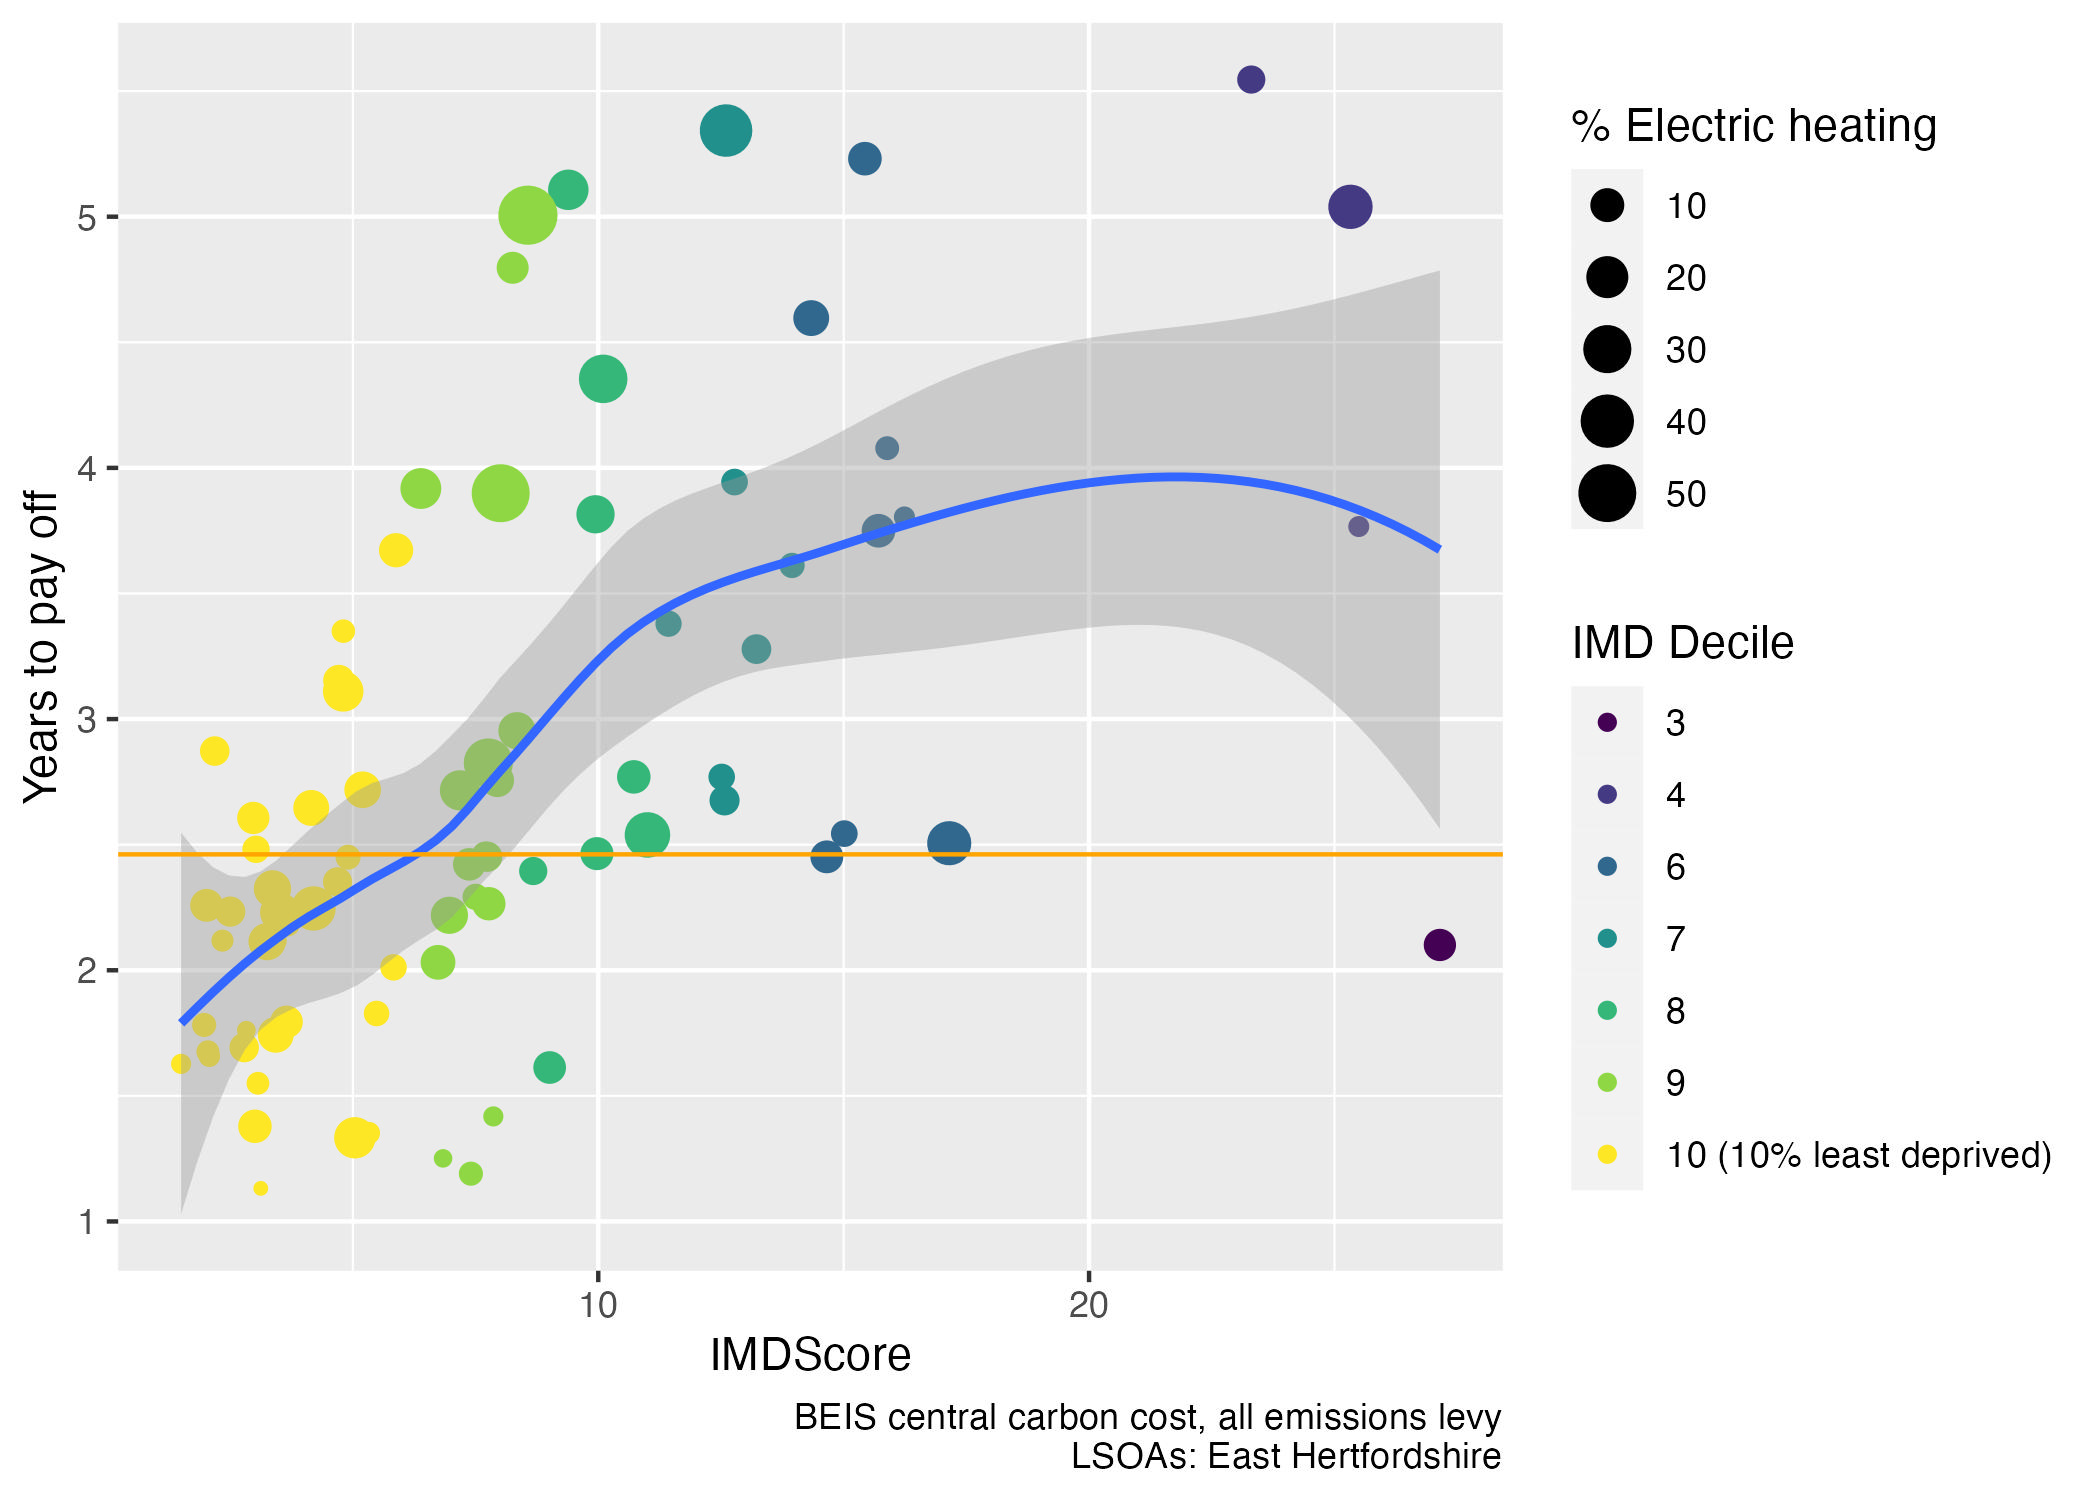 Years to pay off
5
4
3
2
1
10
20
IMDScore
BEIS central carbon cost, all emissions levy
LSOAs: East Hertfordshire
% Electric heating
10
20
30
40
50
IMD Decile
3
4
6
7
8
9
10 (10% least deprived)